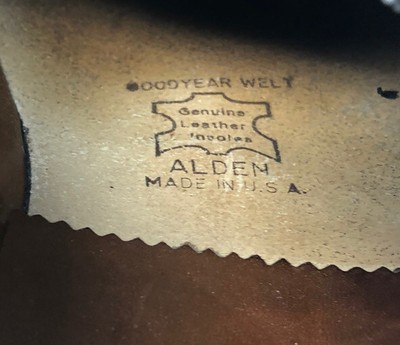 GOODYEAR WELT
Genuine
Leather
Insoles
ALDEN
MADE IN U.S.A.